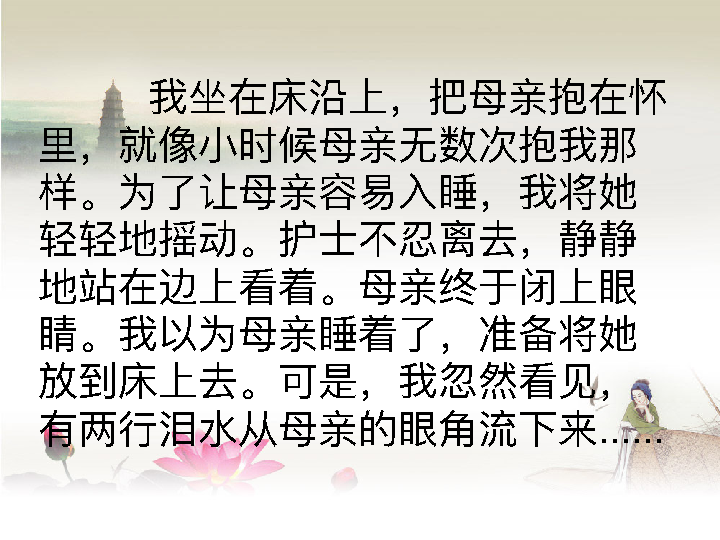 我坐在床沿上，把母亲抱在怀
里，就像小时候母亲无数次抱我那
样。为了让母亲容易入睡，我将她
轻轻地摇动。护士不忍离去，静静
地站在边上看着。母亲终于闭上眼
睛。我以为母亲睡着了，准备将她
放到床上去。可是，我忽然看见，
有两行泪水从母亲的眼角流下来......